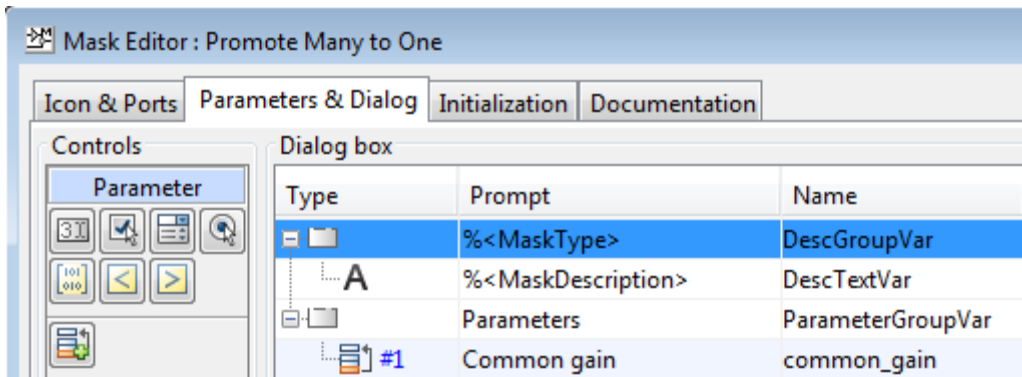 Mask Editor : Promote Many to One
Icon & Ports Parameters & Dialog Initialization Documentation
Controls Dialog box
Parameter Type Prompt Name
%<MaskType> DescGroupVar
A %<MaskDescription> DescTextVar
Parameters ParameterGroupVar
#1 Common gain common_gain